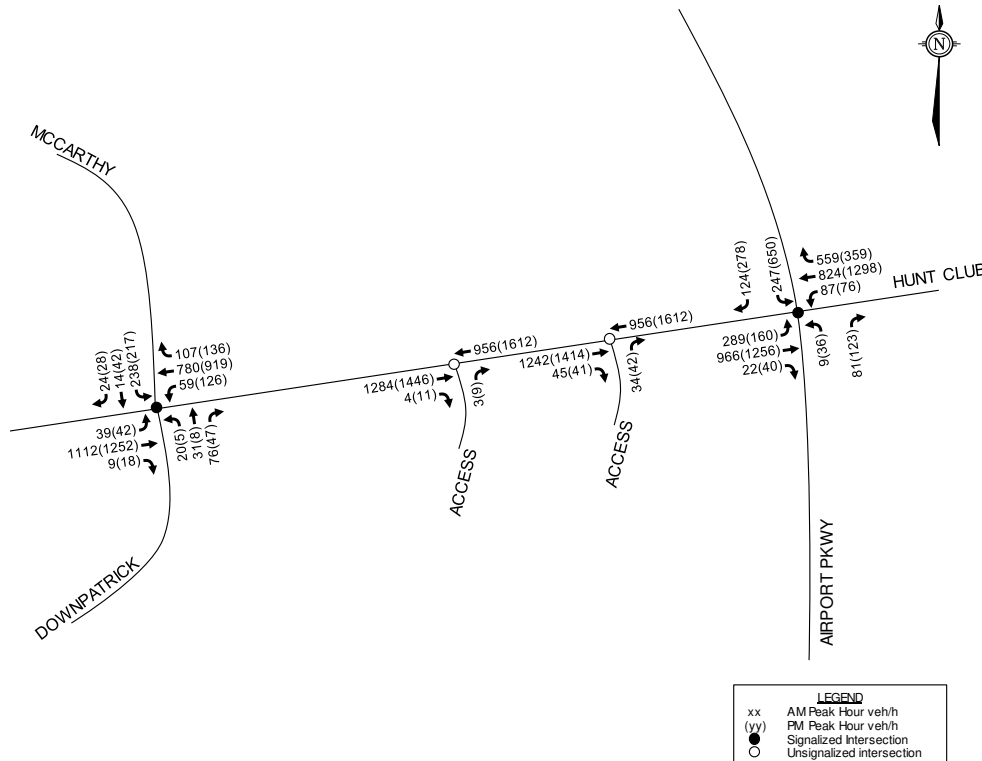 N
MCCARTHY
124(278)
247(650)
559(359)
824(1298)
87(76)
HUNT CLUB
956(1612)
956(1612)
289(160)
966(1256)
22(40)
9(36)
81(123)
1242(1414)
45(41)
34(42)
1284(1446)
4(11)
3(9)
24(28)
14(42)
238(217)
107(136)
780(919)
59(126)
39(42)
1112(1252)
9(18)
20(5)
31(8)
76(47)
ACCESS
ACCESS
DOWNPATRICK
AIRPORT PKWY
LEGEND
xx AM Peak Hour veh/h
(yy) PM Peak Hour veh/h
Signalized Intersection
Unsignalized intersection